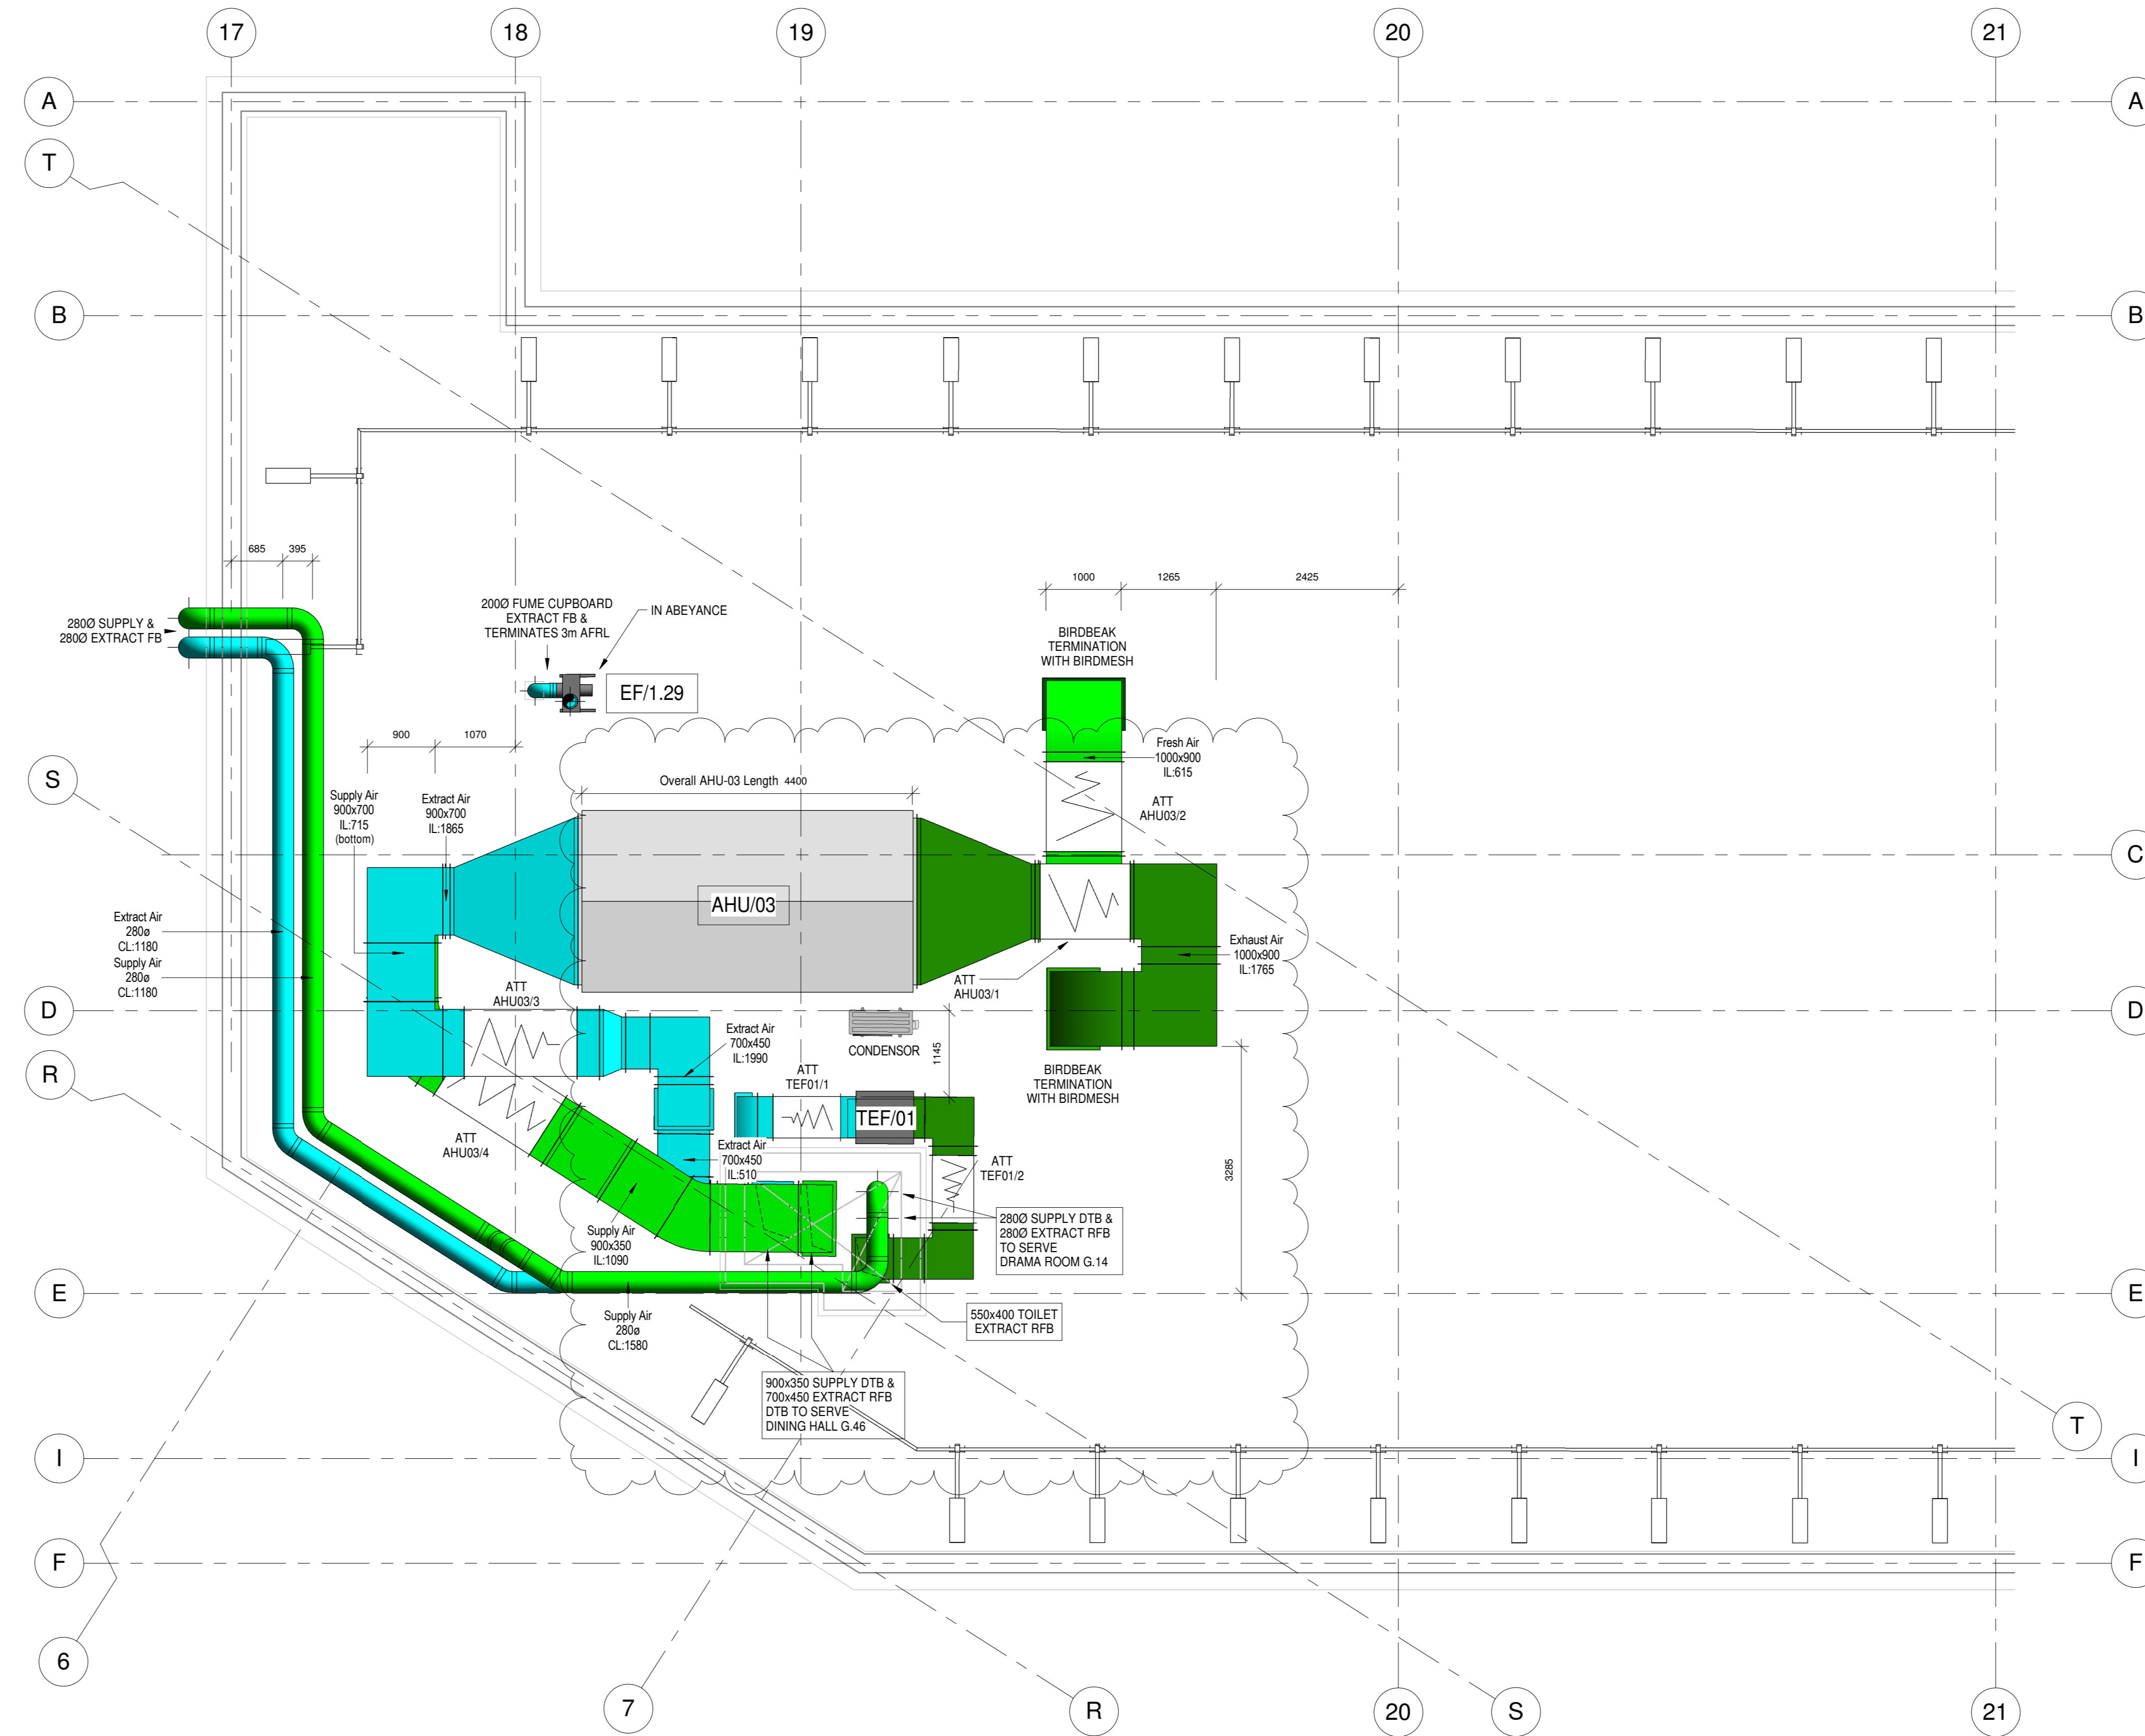 17
18
19
20
21
A
A
T
B
B
685
395
1000
1265
2425
280Ø SUPPLY &
280Ø EXTRACT FB
200Ø FUME CUPBOARD
EXTRACT FB &
TERMINATES 3m AFRL
IN ABEYANCE
EF/1.29
BIRDBEAK
TERMINATION
WITH BIRDMESH
900
1070
Fresh Air
1000x900
IL:615
S
Overall AHU-03 Length 4400
Supply Air
900x700
IL:715
(bottom)
Extract Air
900x700
IL:1865
ATT
AHU03/2
C
AHU/03
Extract Air
280ø
CL:1180
Supply Air
280ø
CL:1180
Exhaust Air
1000x900
IL:1765
ATT
AHU03/3
ATT
AHU03/1
D
D
Extract Air
700x450
IL:1990
CONDENSOR
1145
R
ATT
TEF01/1
BIRDBEAK
TERMINATION
WITH BIRDMESH
TEF/01
ATT
AHU03/4
Extract Air
700x450
IL:510
ATT
TEF01/2
3285
Supply Air
900x350
IL:1090
280Ø SUPPLY DTB &
280Ø EXTRACT RFB
TO SERVE
DRAMA ROOM G.14
E
E
Supply Air
280ø
CL:1580
550x400 TOILET
EXTRACT RFB
900x350 SUPPLY DTB &
700x450 EXTRACT RFB
DTB TO SERVE
DINING HALL G.46
T
I
I
F
F
6
7
R
20
S
21